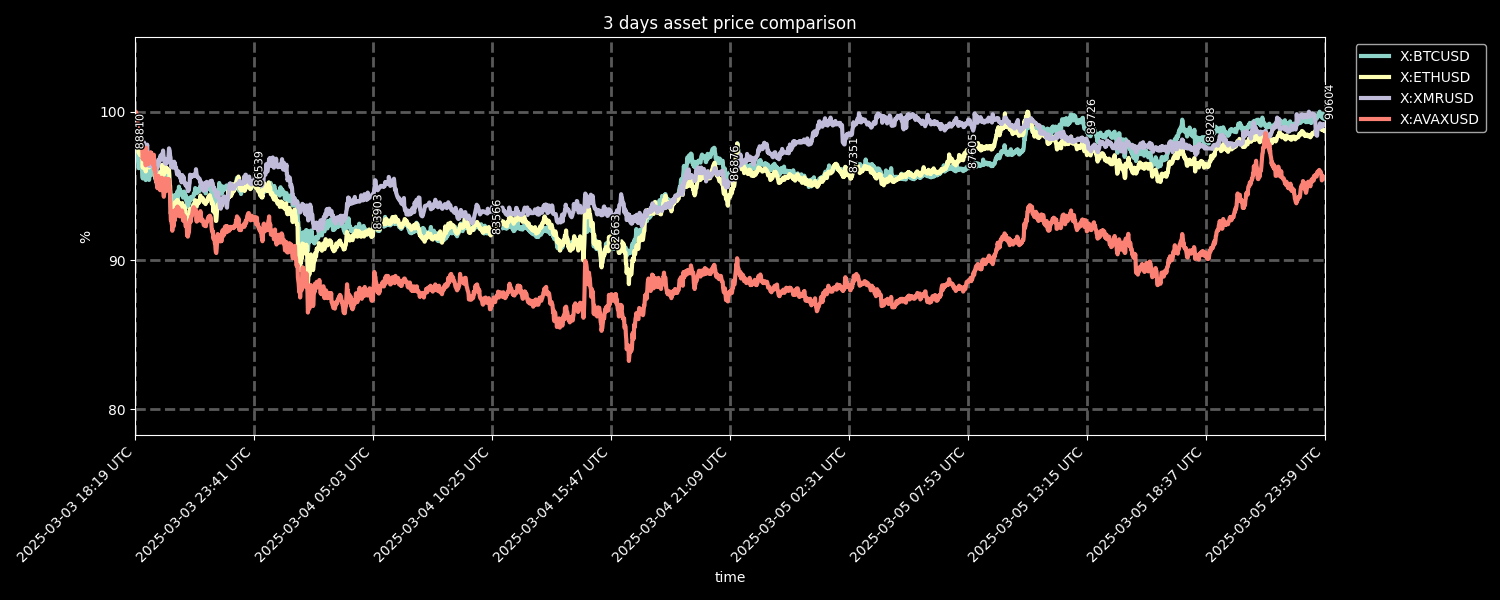 3 days asset price comparison
X:BTCUSD
X:ETHUSD
X:XMRUSD
X:AVAXUSD
100
90
80
%
88810
86539
83903
83566
82663
86876
87351
87605
89726
89208
90604
2025-03-03 18:19 UTC
2025-03-03 23:41 UTC
2025-03-04 05:03 UTC
2025-03-04 10:25 UTC
2025-03-04 15:47 UTC
2025-03-04 21:09 UTC
2025-03-05 02:31 UTC
2025-03-05 07:53 UTC
2025-03-05 13:15 UTC
2025-03-05 18:37 UTC
2025-03-05 23:59 UTC
time